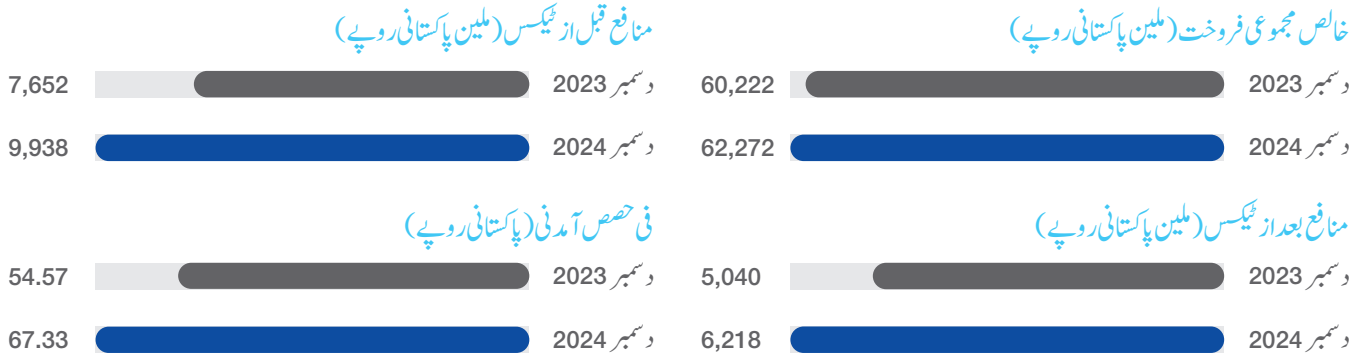 خالص مجموعی فروخت (ملین پاکستانی روپے)
دسمبر 2023 60,222
دسمبر 2024 62,272
منافع قبل از ٹیکس (ملین پاکستانی روپے)
دسمبر 2023 7,652
دسمبر 2024 9,938
منافع بعد از ٹیکس (ملین پاکستانی روپے)
دسمبر 2023 5,040
دسمبر 2024 6,218
فی حصص آمدنی (پاکستانی روپے)
دسمبر 2023 54.57
دسمبر 2024 67.33